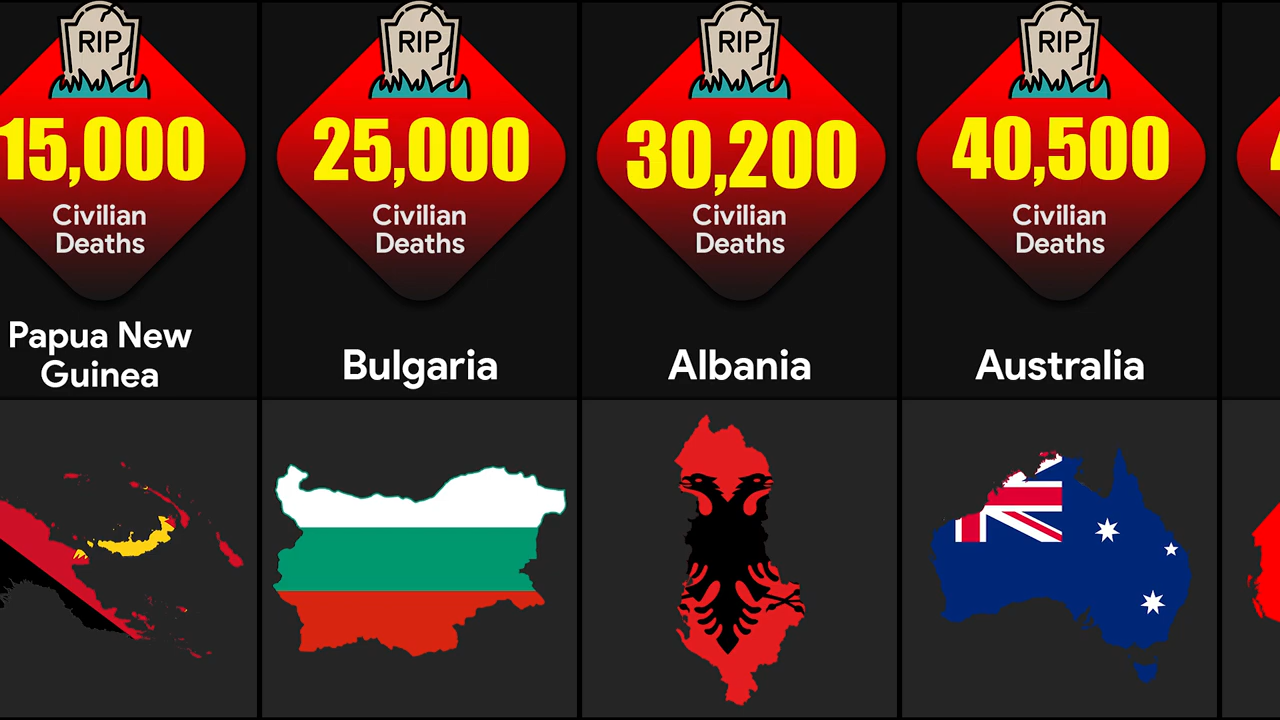 RIP
15,000
Civilian
Deaths
Papua New
Guinea
RIP
25,000
Civilian
Deaths
Bulgaria
RIP
30,200
Civilian
Deaths
Albania
RIP
40,500
Civilian
Deaths
Australia